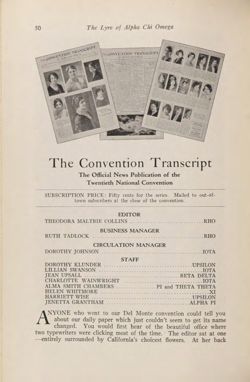 50
The Lyre of Alpha Chi Omega
CONVENTION TRANSCRIPT
The Convention Transcript
The Official News Publication of the
Twentieth National Convention
SUBSCRIPTION PRICE: Fifty cents for the series. Mailed to out-of-
town subscribers at the close of the convention.
EDITOR
THEODORA MALTBIE COLLINS ........ RHO
BUSINESS MANAGER
RUTH TADLOCK ........ RHO
CIRCULATION MANAGER
DOROTHY JOHNSON ........ IOTA
STAFF
DOROTHY KLUNDER ........ UPSILON
LILLIAN SWANSON ........ IOTA
JEAN UPSALL ........ BETA DELTA
CHARLOTTE WAINWRIGHT ........ IOTA
ALMA SMITH CHAMBERS ........ PI and THETA THETA
HELEN WHITMORE
HARRIETT WISE ........ UPSILON
JENETTA GRANTHAM ........ ALPHA PI
ANYONE who went to our Del Monte convention could tell you
about our daily paper which just couldn't seem to get its name
changed. You would first hear of the beautiful office where
two typewriters were clicking most of the time. The editor sat at one
—entirely surrounded by California's choicest flowers. At her back